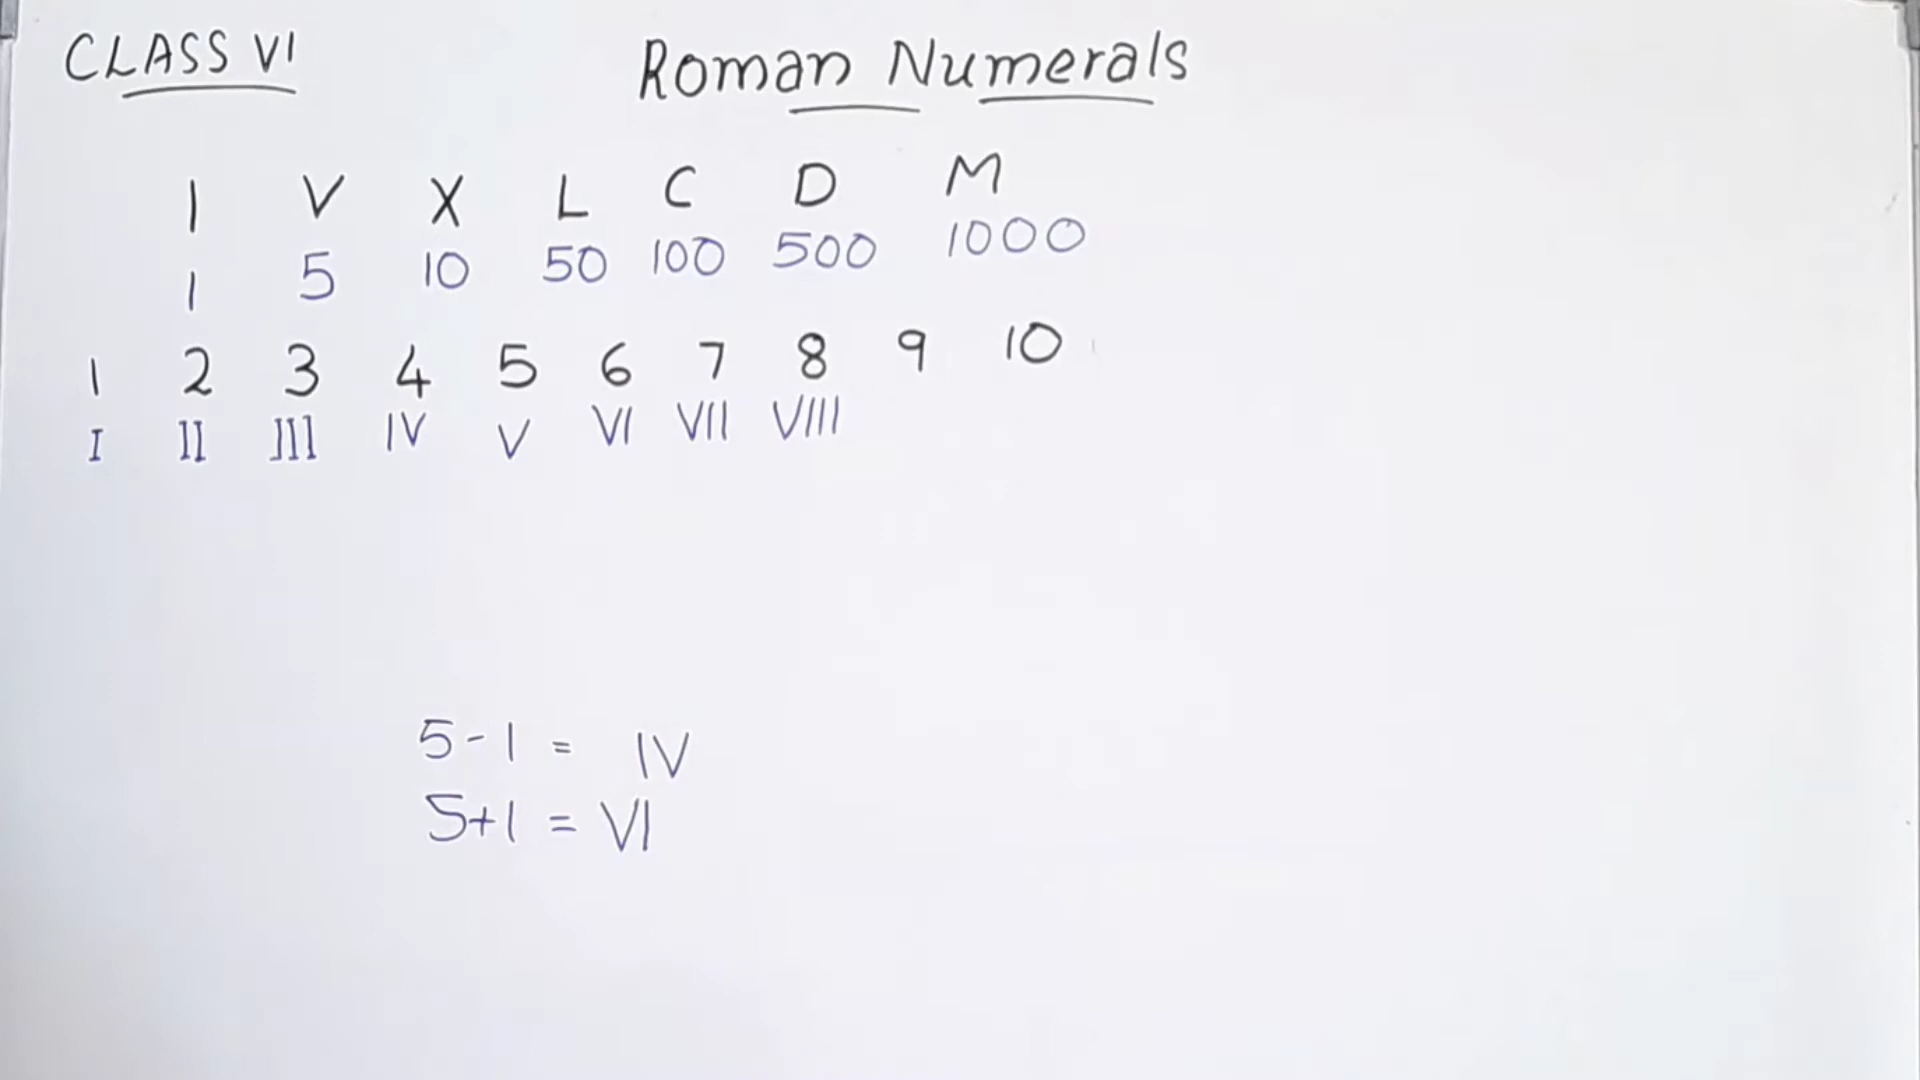 CLASS VI Roman Numerals
I V X L C D M
1 5 10 50 100 500 1000
1 2 3 4 5 6 7 8 9 10
I II III IV V VI VII VIII
5-1 = IV
5+1 = VI